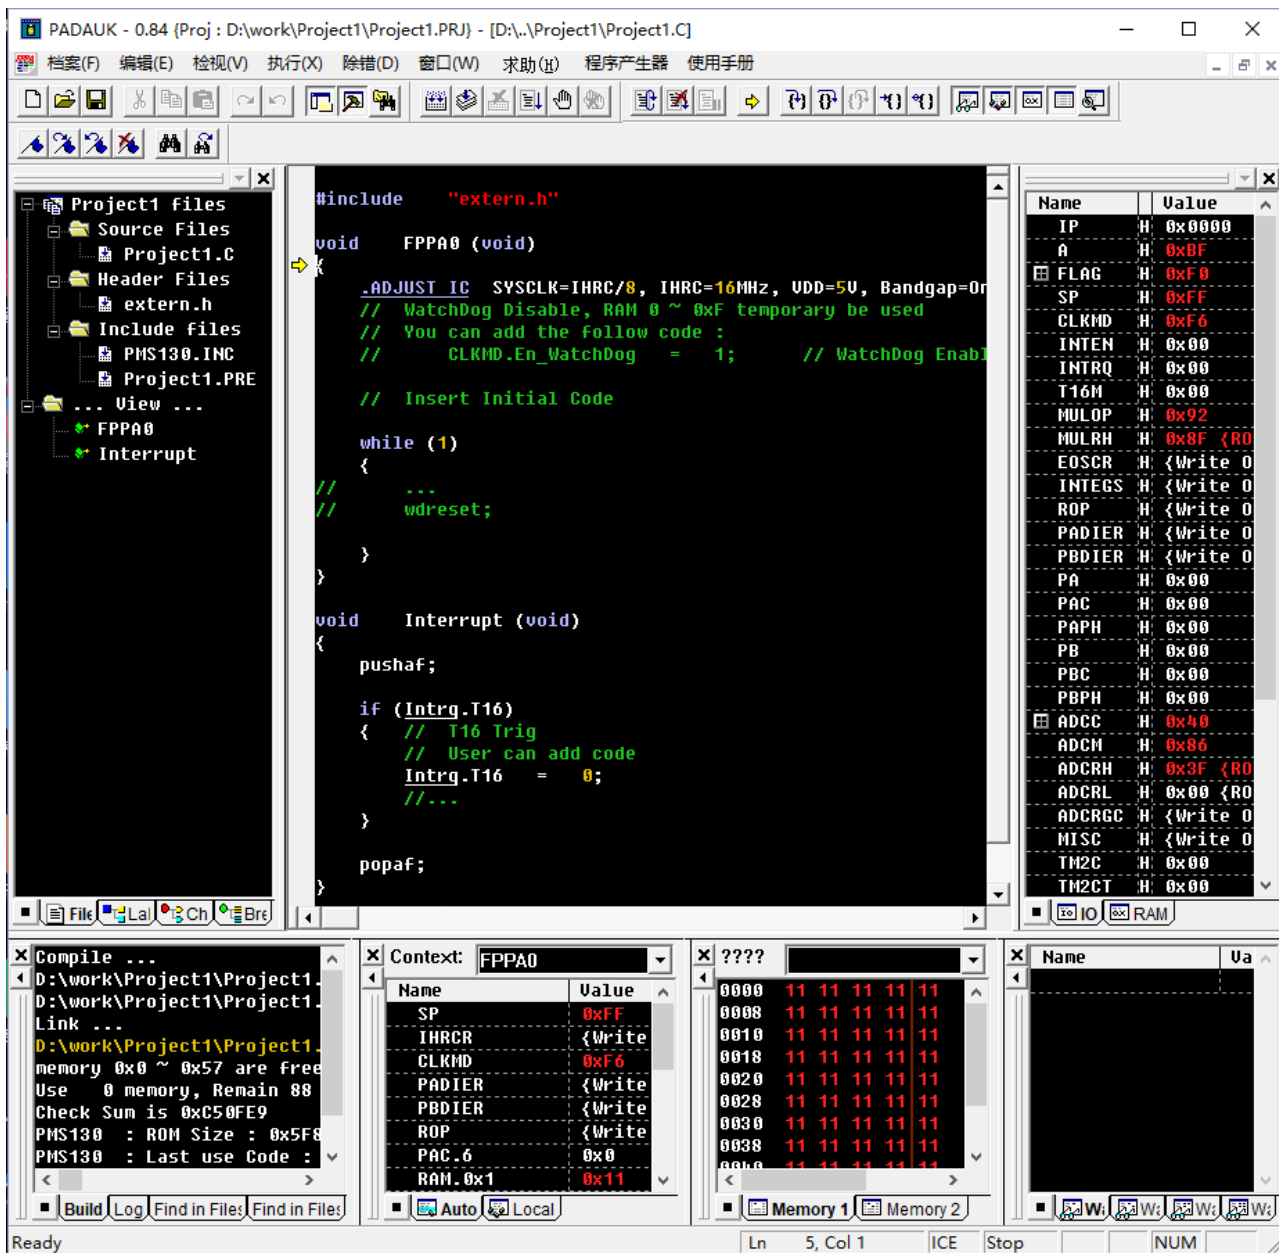 PADAUK - 0.84 {Proj : D:\work\Project1\Project1.PRJ} - [D:\..\Project1\Project1.C]
档案(F) 编辑(E) 检视(V) 执行(X) 除错(D) 窗口(W) 求助(H) 程序产生器 使用手册
Project1 files
Source Files
Project1.C
Header Files
extern.h
Include files
PMS130.INC
Project1.PRE
... View ...
FPPA0
Interrupt
File Lal Ch Bre
#include "extern.h"
void FPPA0 (void)
{
.ADJUST_IC SYSCLK=IHRC/8, IHRC=16MHz, VDD=5V, Bandgap=On
// WatchDog Disable, RAM 0 ~ 0xF temporary be used
// You can add the follow code :
// CLKMD.En_WatchDog = 1; // WatchDog Enabl
// Insert Initial Code
while (1)
{
// ...
// wdreset;
}
}
void Interrupt (void)
{
pushaf;
if (Intrq.T16)
{ // T16 Trig
// User can add code
Intrq.T16 = 0;
//...
}
popaf;
}
Name Value
IP H 0x0000
A H 0xBF
FLAG H 0xF0
SP H 0xFF
CLKMD H 0xF6
INTEN H 0x00
INTRQ H 0x00
T16M H 0x00
MULOP H 0x92
MULRH H 0x8F {RO
EOSCR H {Write O
INTEGS H {Write O
ROP H {Write O
PADIER H {Write O
PBDIER H {Write O
PA H 0x00
PAC H 0x00
PAPH H 0x00
PB H 0x00
PBC H 0x00
PBPH H 0x00
ADCC H 0x40
ADCM H 0x86
ADCRH H 0x3F {RO
ADCRL H 0x00 {RO
ADCRGC H {Write O
MISC H {Write O
TM2C H 0x00
TM2CT H 0x00
IO RAM
Compile ...
D:\work\Project1\Project1.
D:\work\Project1\Project1.
Link ...
D:\work\Project1\Project1.
memory 0x0 ~ 0x57 are free
Use 0 memory, Remain 88
Check Sum is 0xC50FE9
PMS130 : ROM Size : 0x5F8
PMS130 : Last use Code :
Build Log Find in Files Find in Files
Context: FPPA0
Name Value
SP 0xFF
IHRCR {Write
CLKMD 0xF6
PADIER {Write
PBDIER {Write
ROP {Write
PAC.6 0x0
RAM.0x1 0x11
Auto Local
????
0000 11 11 11 11 11
0008 11 11 11 11 11
0010 11 11 11 11 11
0018 11 11 11 11 11
0020 11 11 11 11 11
0028 11 11 11 11 11
0030 11 11 11 11 11
0038 11 11 11 11 11
0040 11 11 11 11 11
Memory 1 Memory 2
Name Va
Wa Wa Wa Wa
Ready Ln 5, Col 1 ICE Stop NUM